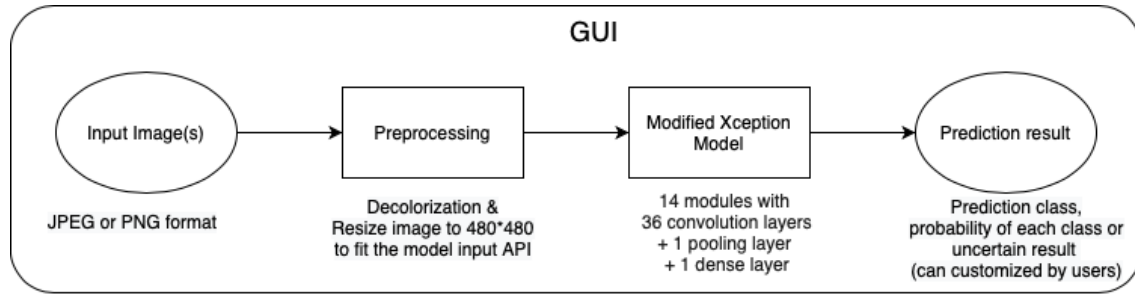 GUI
Input Image(s)
JPEG or PNG format
Preprocessing
Decolorization &
Resize image to 480*480
to fit the model input API
Modified Xception
Model
14 modules with
36 convolution layers
+ 1 pooling layer
+ 1 dense layer
Prediction result
Prediction class,
probability of each class or
uncertain result
(can customized by users)